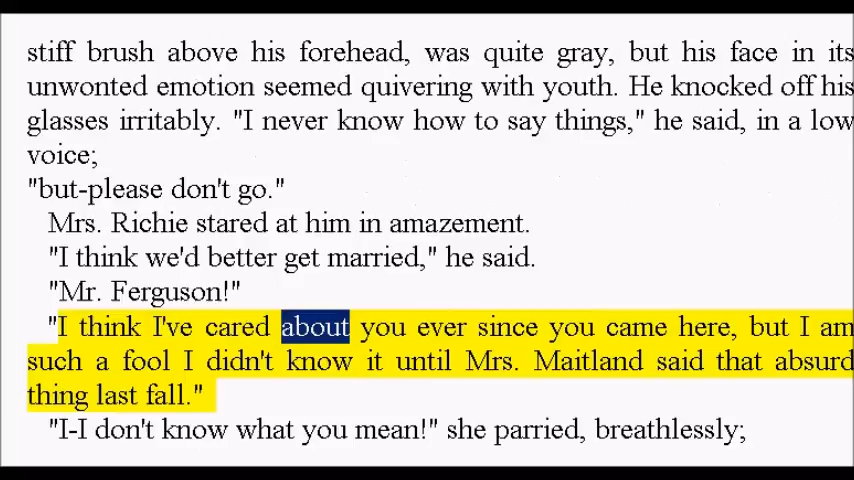 stiff brush above his forehead, was quite gray, but his face in its
unwonted emotion seemed quivering with youth. He knocked off his
glasses irritably. "I never know how to say things," he said, in a low
voice;
"but-please don't go."
Mrs. Richie stared at him in amazement.
"I think we'd better get married," he said.
"Mr. Ferguson!"
"I think I've cared about you ever since you came here, but I am
such a fool I didn't know it until Mrs. Maitland said that absurd
thing last fall."
"I-I don't know what you mean!" she parried, breathlessly;